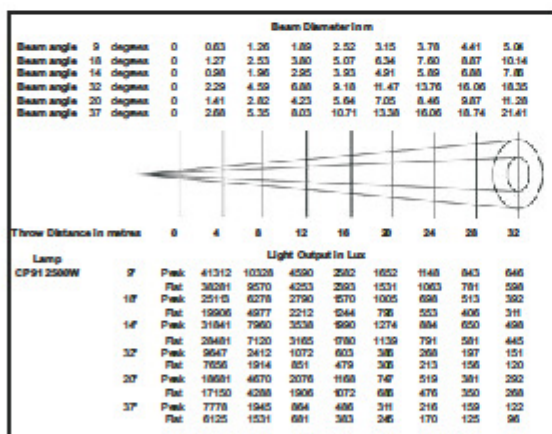 Beam Diameter in m
Beam angle 9 degrees 0 0.63 1.26 1.89 2.52 3.15 3.78 4.41 5.04
Beam angle 18 degrees 0 1.27 2.53 3.80 5.07 6.34 7.60 8.87 10.14
Beam angle 14 degrees 0 0.98 1.96 2.95 3.93 4.91 5.89 6.88 7.86
Beam angle 32 degrees 0 2.29 4.59 6.88 9.18 11.47 13.76 16.06 18.35
Beam angle 20 degrees 0 1.41 2.82 4.23 5.64 7.05 8.46 9.87 11.28
Beam angle 37 degrees 0 2.68 5.35 8.03 10.71 13.38 16.06 18.74 21.41
Throw Distance in metres 0 4 8 12 16 20 24 28 32
Lamp Light Output in Lux
CP91 2500W 9° Peak 41312 10328 4590 2582 1652 1148 843 646
Flat 38281 9570 4253 2393 1531 1063 781 598
18° Peak 25113 6278 2790 1570 1005 698 513 392
Flat 19906 4977 2212 1244 796 553 406 311
14° Peak 31841 7960 3538 1990 1274 884 650 498
Flat 28481 7120 3165 1780 1139 791 581 445
32° Peak 9647 2412 1072 603 386 268 197 151
Flat 7656 1914 851 479 306 213 156 120
20° Peak 18681 4670 2076 1168 747 519 381 292
Flat 17150 4288 1906 1072 686 476 350 268
37° Peak 7778 1945 864 486 311 216 159 122
Flat 6125 1531 681 383 245 170 125 96